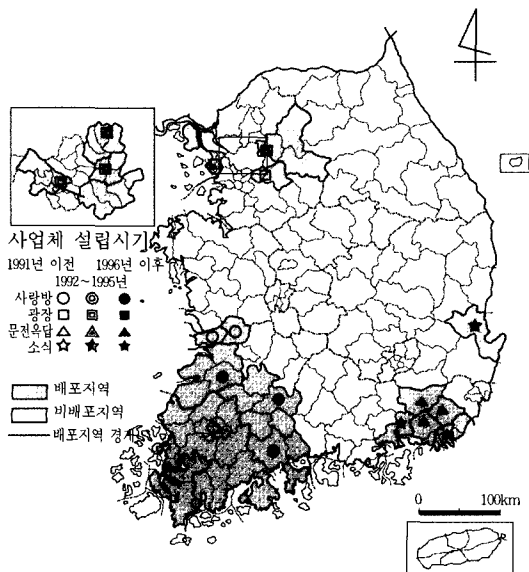 사업체 설립시기
1991년 이전 1996년 이후
1992~1995년
사랑방
광장
문전옥답
소식
배포지역
비배포지역
배포지역 경계
0 100km